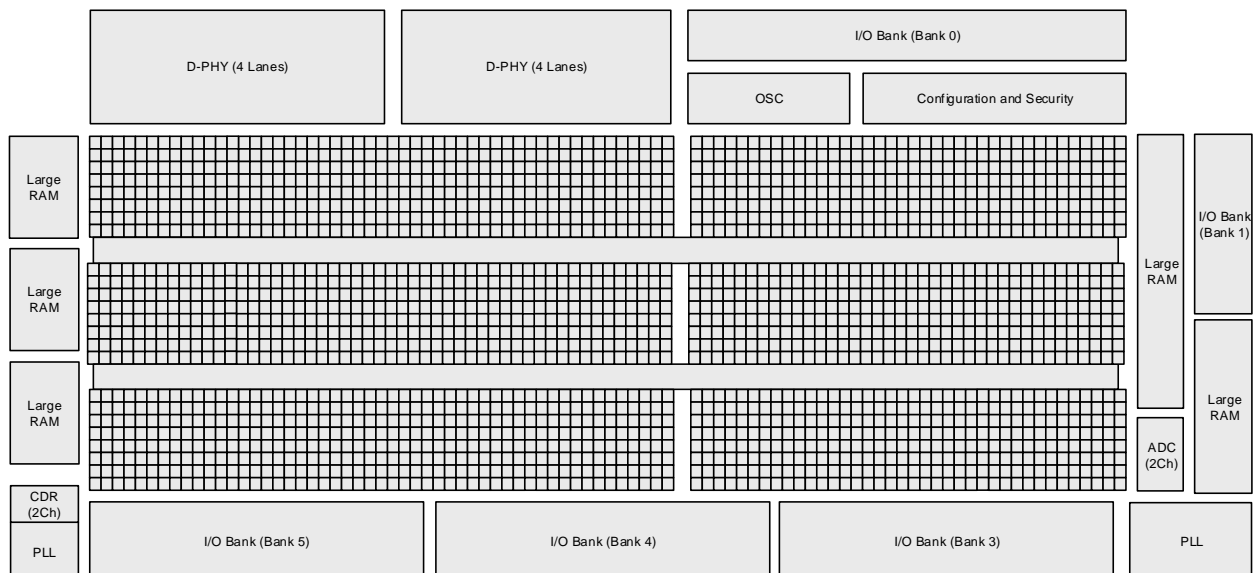 I/O Bank (Bank 0)
D-PHY (4 Lanes)
D-PHY (4 Lanes)
OSC
Configuration and Security
Large
RAM
I/O Bank
(Bank 1)
Large
RAM
Large
RAM
Large
RAM
Large
RAM
ADC
(2Ch)
CDR
(2Ch)
PLL
I/O Bank (Bank 5)
I/O Bank (Bank 4)
I/O Bank (Bank 3)
PLL